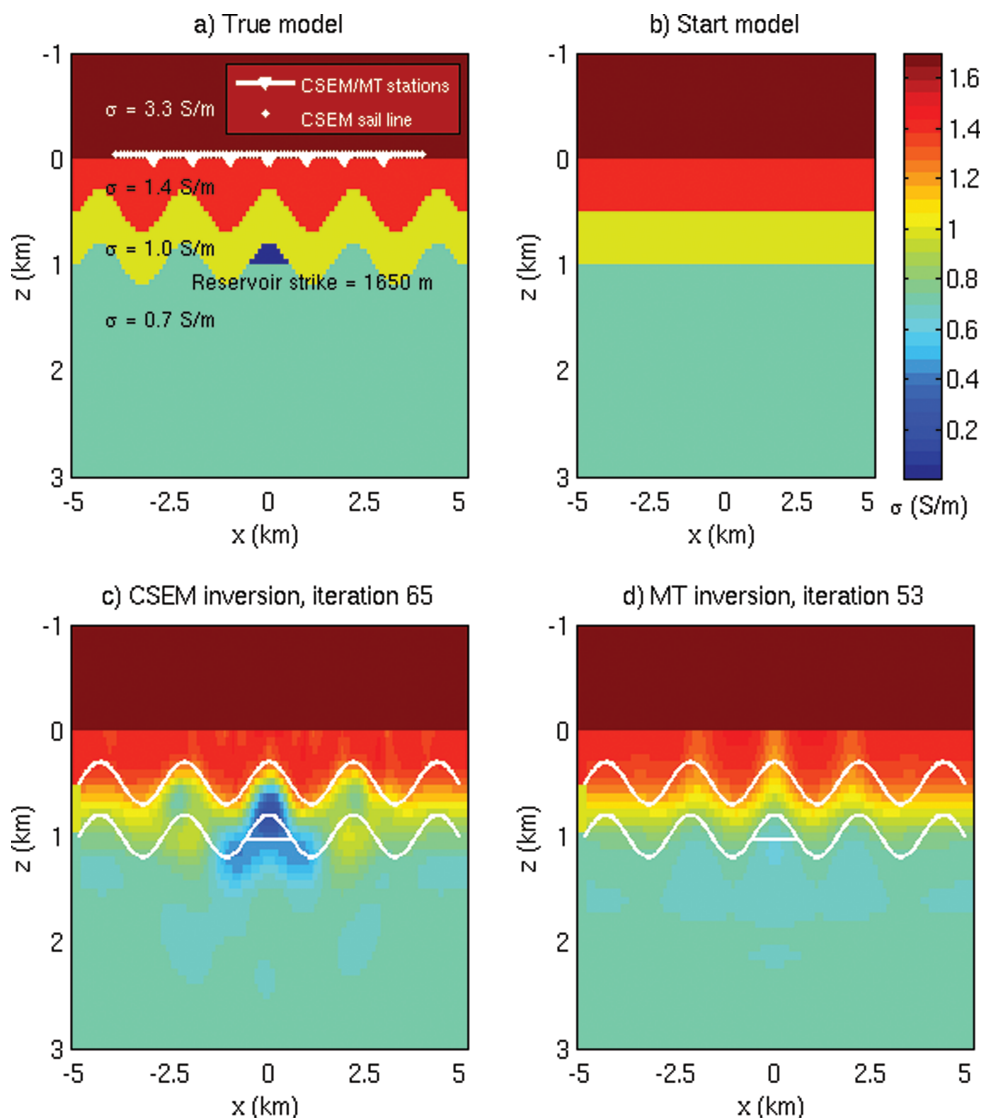 a) True model
b) Start model
-1
0
1
2
3
z (km)
σ = 3.3 S/m
CSEM/MT stations
CSEM sail line
σ = 1.4 S/m
σ = 1.0 S/m
Reservoir strike = 1650 m
σ = 0.7 S/m
-5
-2.5
0
2.5
5
x (km)
-1
0
1
2
3
z (km)
-5
-2.5
0
2.5
5
x (km)
1.6
1.4
1.2
1
0.8
0.6
0.4
0.2
σ (S/m)
c) CSEM inversion, iteration 65
d) MT inversion, iteration 53
-1
0
1
2
3
z (km)
-5
-2.5
0
2.5
5
x (km)
-1
0
1
2
3
z (km)
-5
-2.5
0
2.5
5
x (km)